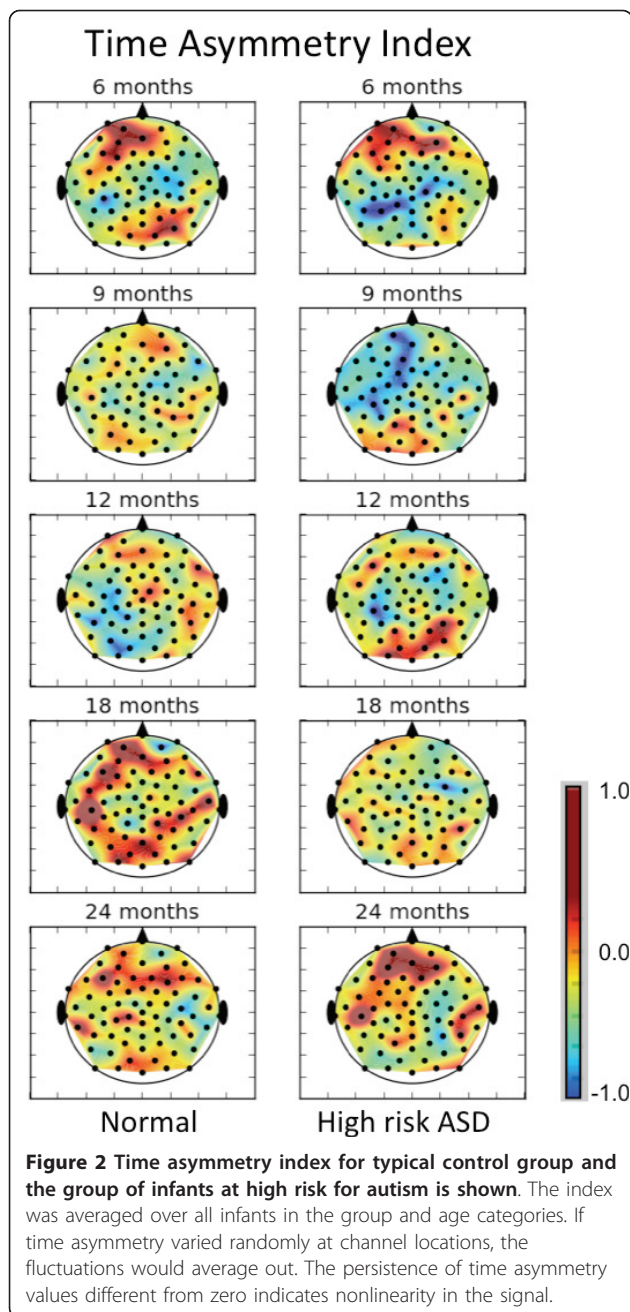 Time Asymmetry Index
6 months 6 months
9 months 9 months
12 months 12 months
18 months 18 months
1.0
0.0
24 months 24 months
-1.0
Normal High risk ASD
Figure 2 Time asymmetry index for typical control group and
the group of infants at high risk for autism is shown. The index
was averaged over all infants in the group and age categories. If
time asymmetry varied randomly at channel locations, the
fluctuations would average out. The persistence of time asymmetry
values different from zero indicates nonlinearity in the signal.